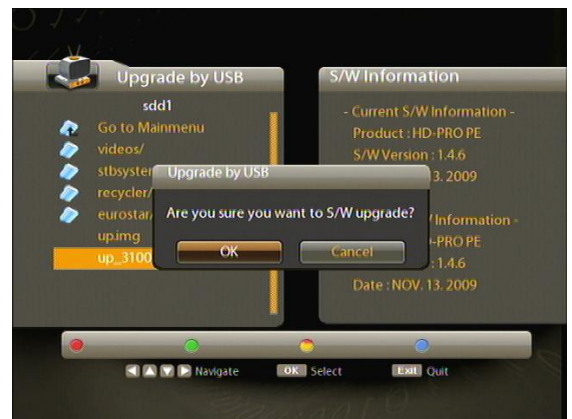 Upgrade by USB
sdd1
Go to Mainmenu
videos/
stbsyster
recycler/
eurostar
up.img
up_3100
S/W Information
- Current S/W Information -
Product : HD-PRO PE
S/W Version : 1.4.6
3. 2009
Information -
-PRO PE
: 1.4.6
Date : NOV. 13. 2009
Upgrade by USB
Are you sure you want to S/W upgrade?
OK
Cancel
Navigate
OK Select
Exit Quit